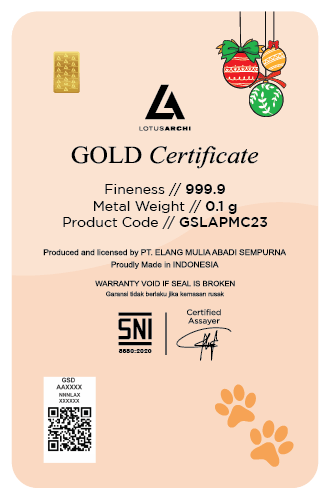 LOTUSARCHI
GOLD Certificate
Fineness // 999.9
Metal Weight // 0.1 g
Product Code // GSLAPMC23
Produced and licensed by PT. ELANG MULIA ABADI SEMPURNA
Proudly Made in INDONESIA
WARRANTY VOID IF SEAL IS BROKEN
Garansi tidak berlaku jika kemasan rusak
SNI
8880:2020
Certified
Assayer
GSD
AAXXXX
NNNLAX
XXXXXX